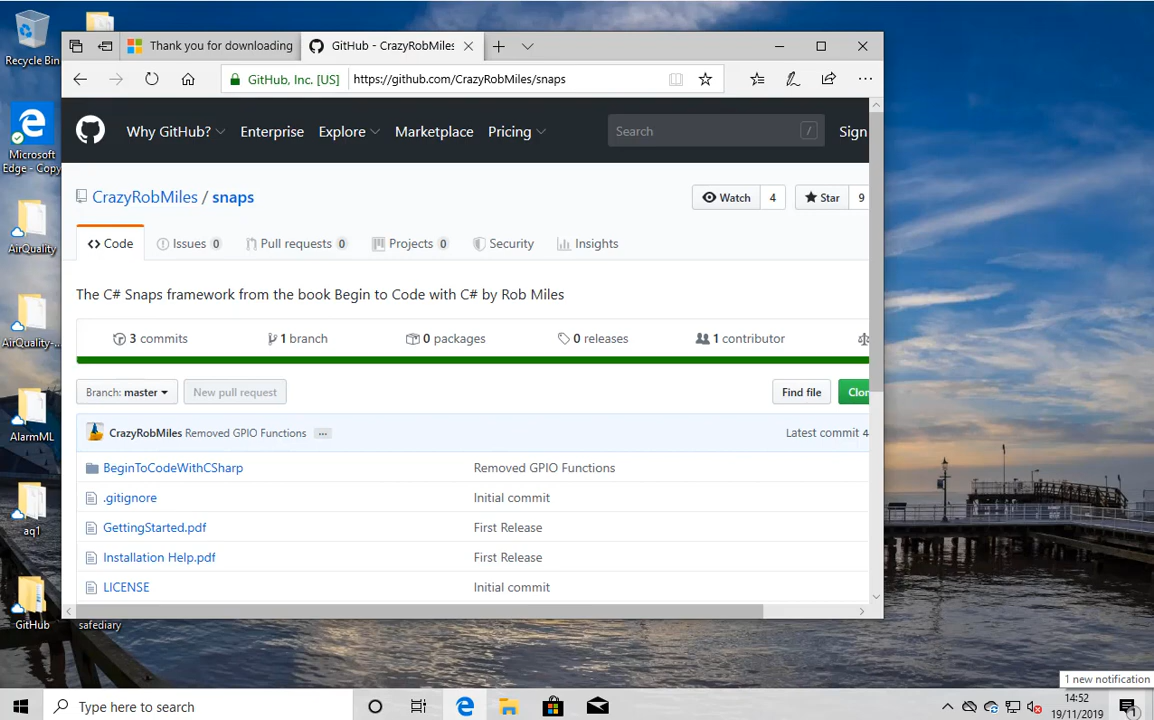 Recycle Bin
Microsoft
Edge - Copy
AirQuality
AirQuality-...
AlarmML
aq1
GitHub
safediary
Thank you for downloading
GitHub - CrazyRobMiles
GitHub, Inc. [US]
https://github.com/CrazyRobMiles/snaps
Why GitHub? Enterprise Explore Marketplace Pricing
Search /
Sign
CrazyRobMiles / snaps
Watch 4 Star 9
Code Issues 0 Pull requests 0 Projects 0 Security Insights
The C# Snaps framework from the book Begin to Code with C# by Rob Miles
3 commits 1 branch 0 packages 0 releases 1 contributor
Branch: master New pull request Find file Clon
CrazyRobMiles Removed GPIO Functions ... Latest commit 4
BeginToCodeWithCSharp Removed GPIO Functions
.gitignore Initial commit
GettingStarted.pdf First Release
Installation Help.pdf First Release
LICENSE Initial commit
1 new notification
Type here to search
14:52
19/11/2019
1